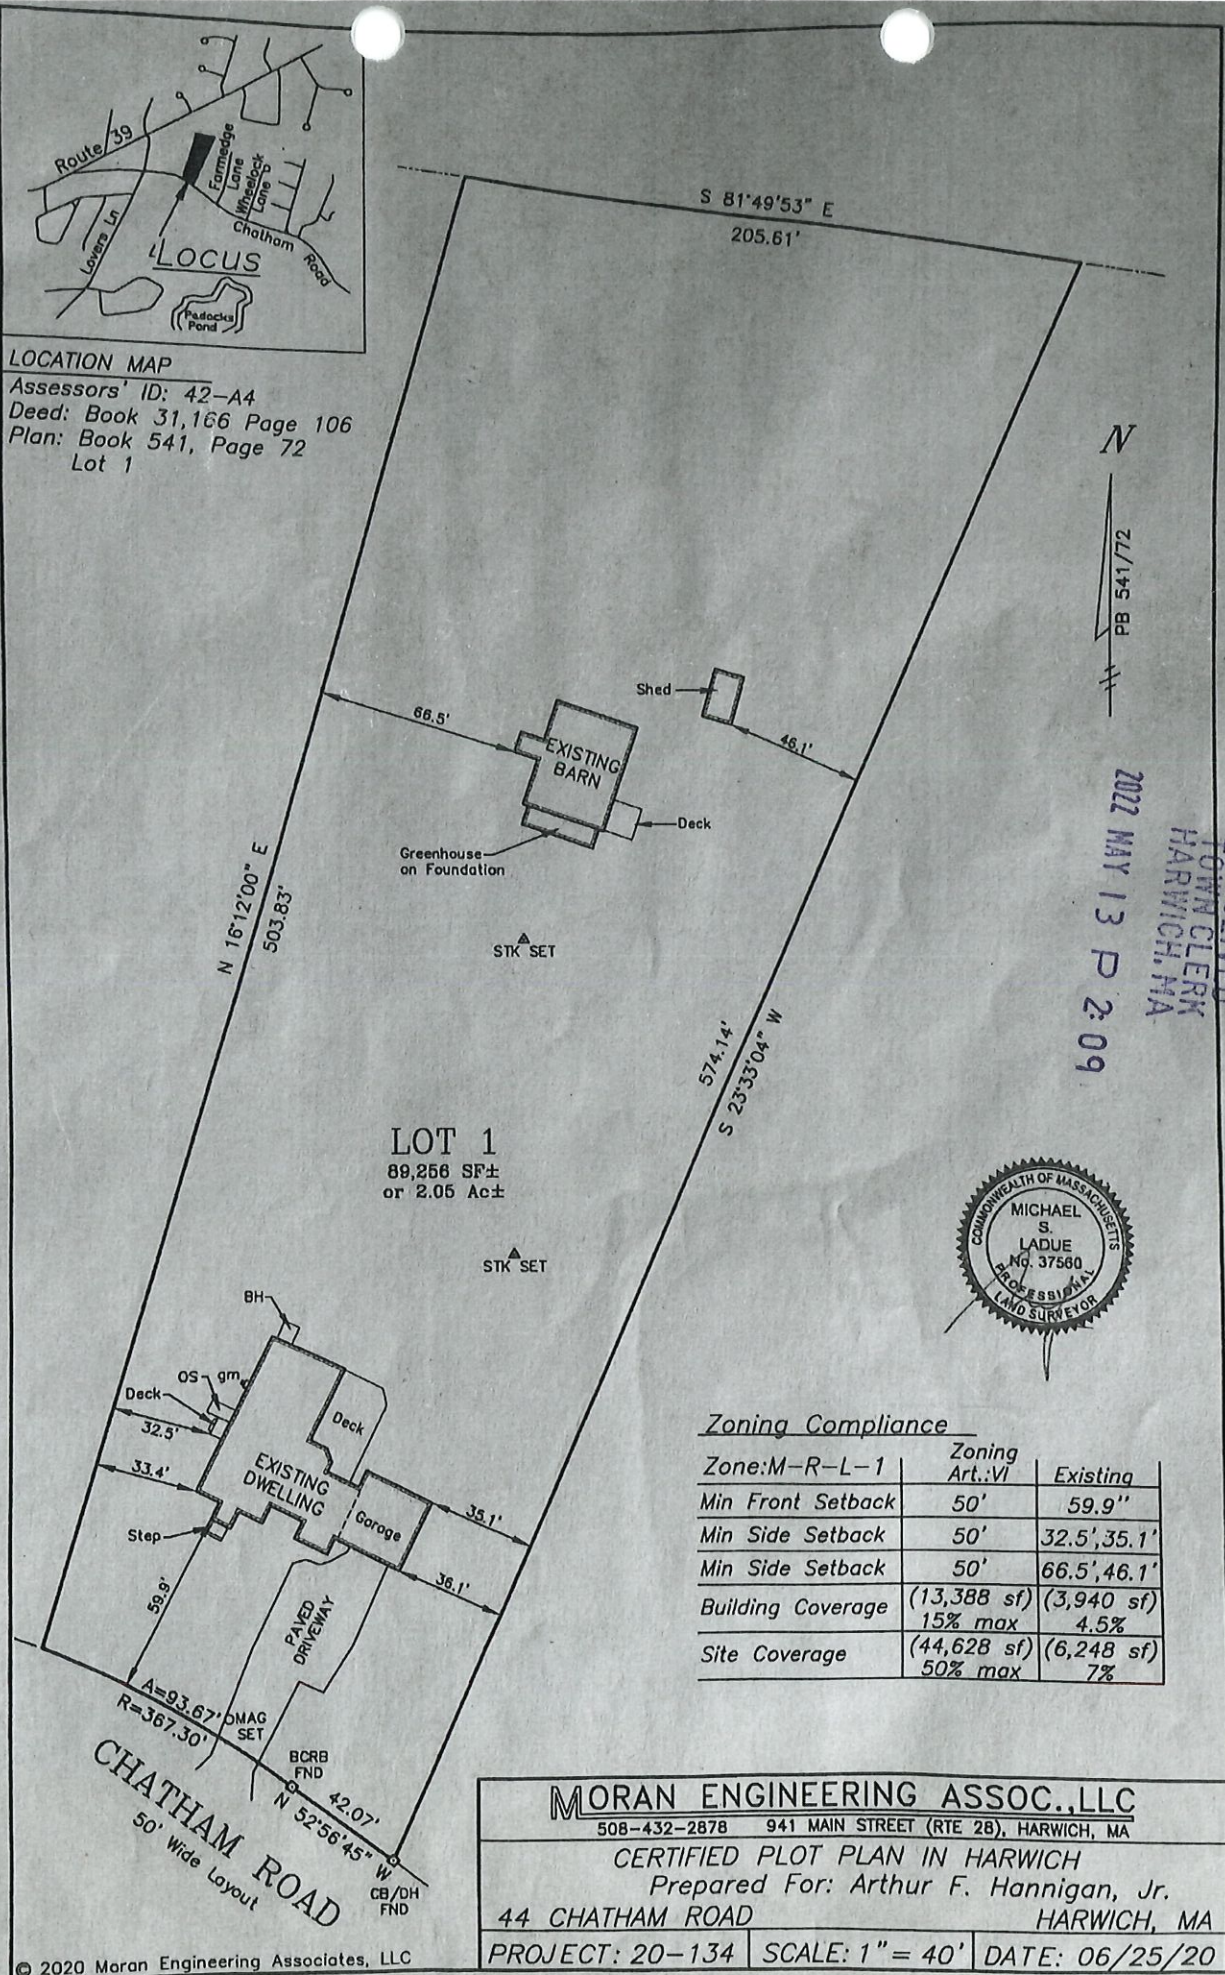 Route 39
Farmedge
Lane
Wheelock
Lane
Lovers Ln
Chatham Road
LOCUS
Padocks
Pond
LOCATION MAP
Assessors' ID: 42-A4
Deed: Book 31,166 Page 106
Plan: Book 541, Page 72
Lot 1
S 81°49'53" E
205.61'
N
PB 541/72
Shed
66.5'
46.1'
EXISTING
BARN
Deck
Greenhouse
on Foundation
TOWN CLERK
HARWICH, MA
2022 MAY 13 P 2:09
N 16°12'00" E
503.83'
STK SET
574.14'
S 23°33'04" W
LOT 1
89,256 SF±
or 2.05 Ac±
STK SET
COMMONWEALTH OF MASSACHUSETTS
MICHAEL
S.
LADUE
No. 37560
PROFESSIONAL
LAND SURVEYOR
BH
OS
gm
Deck
32.5'
Deck
33.4'
EXISTING
DWELLING
Garage
35.1'
Step
36.1'
59.9'
PAVED
DRIVEWAY
A=93.67'
R=367.30'
MAG
SET
BCRB
FND
42.07'
N 52°56'45" W
CB/DH
FND
CHATHAM ROAD
50' Wide Layout
Zoning Compliance
Zone:M-R-L-1 Zoning Art.:VI Existing
Min Front Setback 50' 59.9"
Min Side Setback 50' 32.5',35.1'
Min Side Setback 50' 66.5',46.1'
Building Coverage (13,388 sf) 15% max (3,940 sf) 4.5%
Site Coverage (44,628 sf) 50% max (6,248 sf) 7%
MORAN ENGINEERING ASSOC.,LLC
508-432-2878 941 MAIN STREET (RTE 28), HARWICH, MA
CERTIFIED PLOT PLAN IN HARWICH
Prepared For: Arthur F. Hannigan, Jr.
44 CHATHAM ROAD HARWICH, MA
PROJECT: 20-134 SCALE: 1"= 40' DATE: 06/25/20
© 2020 Moran Engineering Associates, LLC